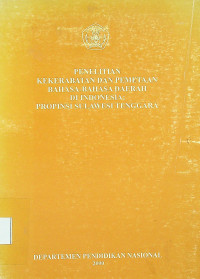 PENELITIAN
KEKERABATAN DAN PEMETAAN
BAHASA-BAHASA DAERAH
DI INDONESIA:
PROPINSI SULAWESI TENGGARA
DEPARTEMEN PENDIDIKAN NASIONAL